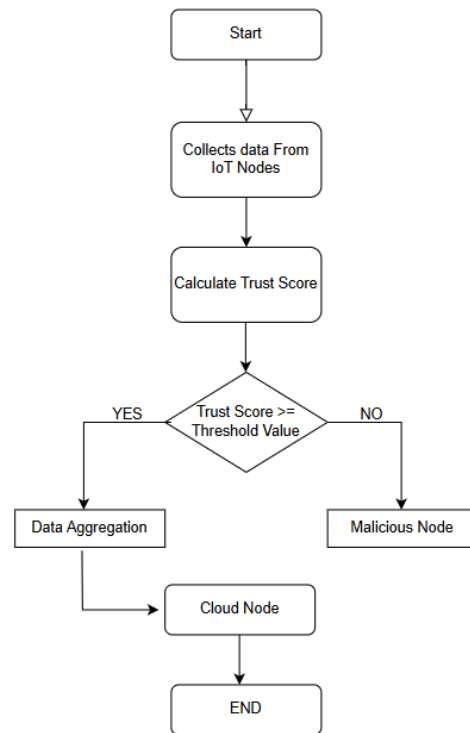 Start
Collects data From
IoT Nodes
Calculate Trust Score
Trust Score >=
Threshold Value
YES
NO
Data Aggregation
Malicious Node
Cloud Node
END